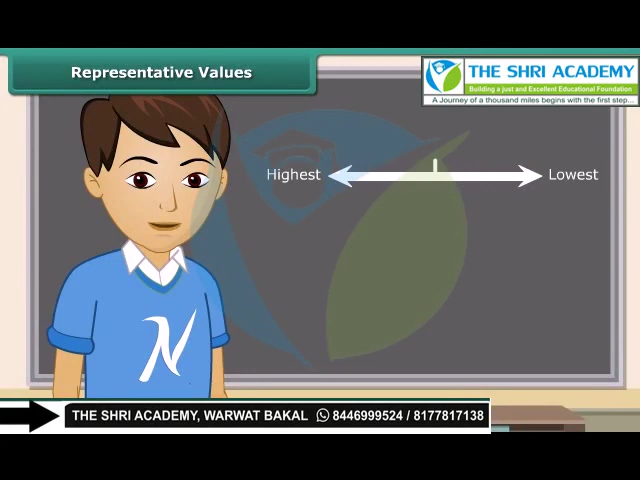 Representative Values
THE SHRI ACADEMY
Building a just and Excellent Educational Foundation
A Journey of a thousand miles begins with the first step...
Highest
Lowest
N
THE SHRI ACADEMY, WARWAT BAKAL 8446999524 / 8177817138